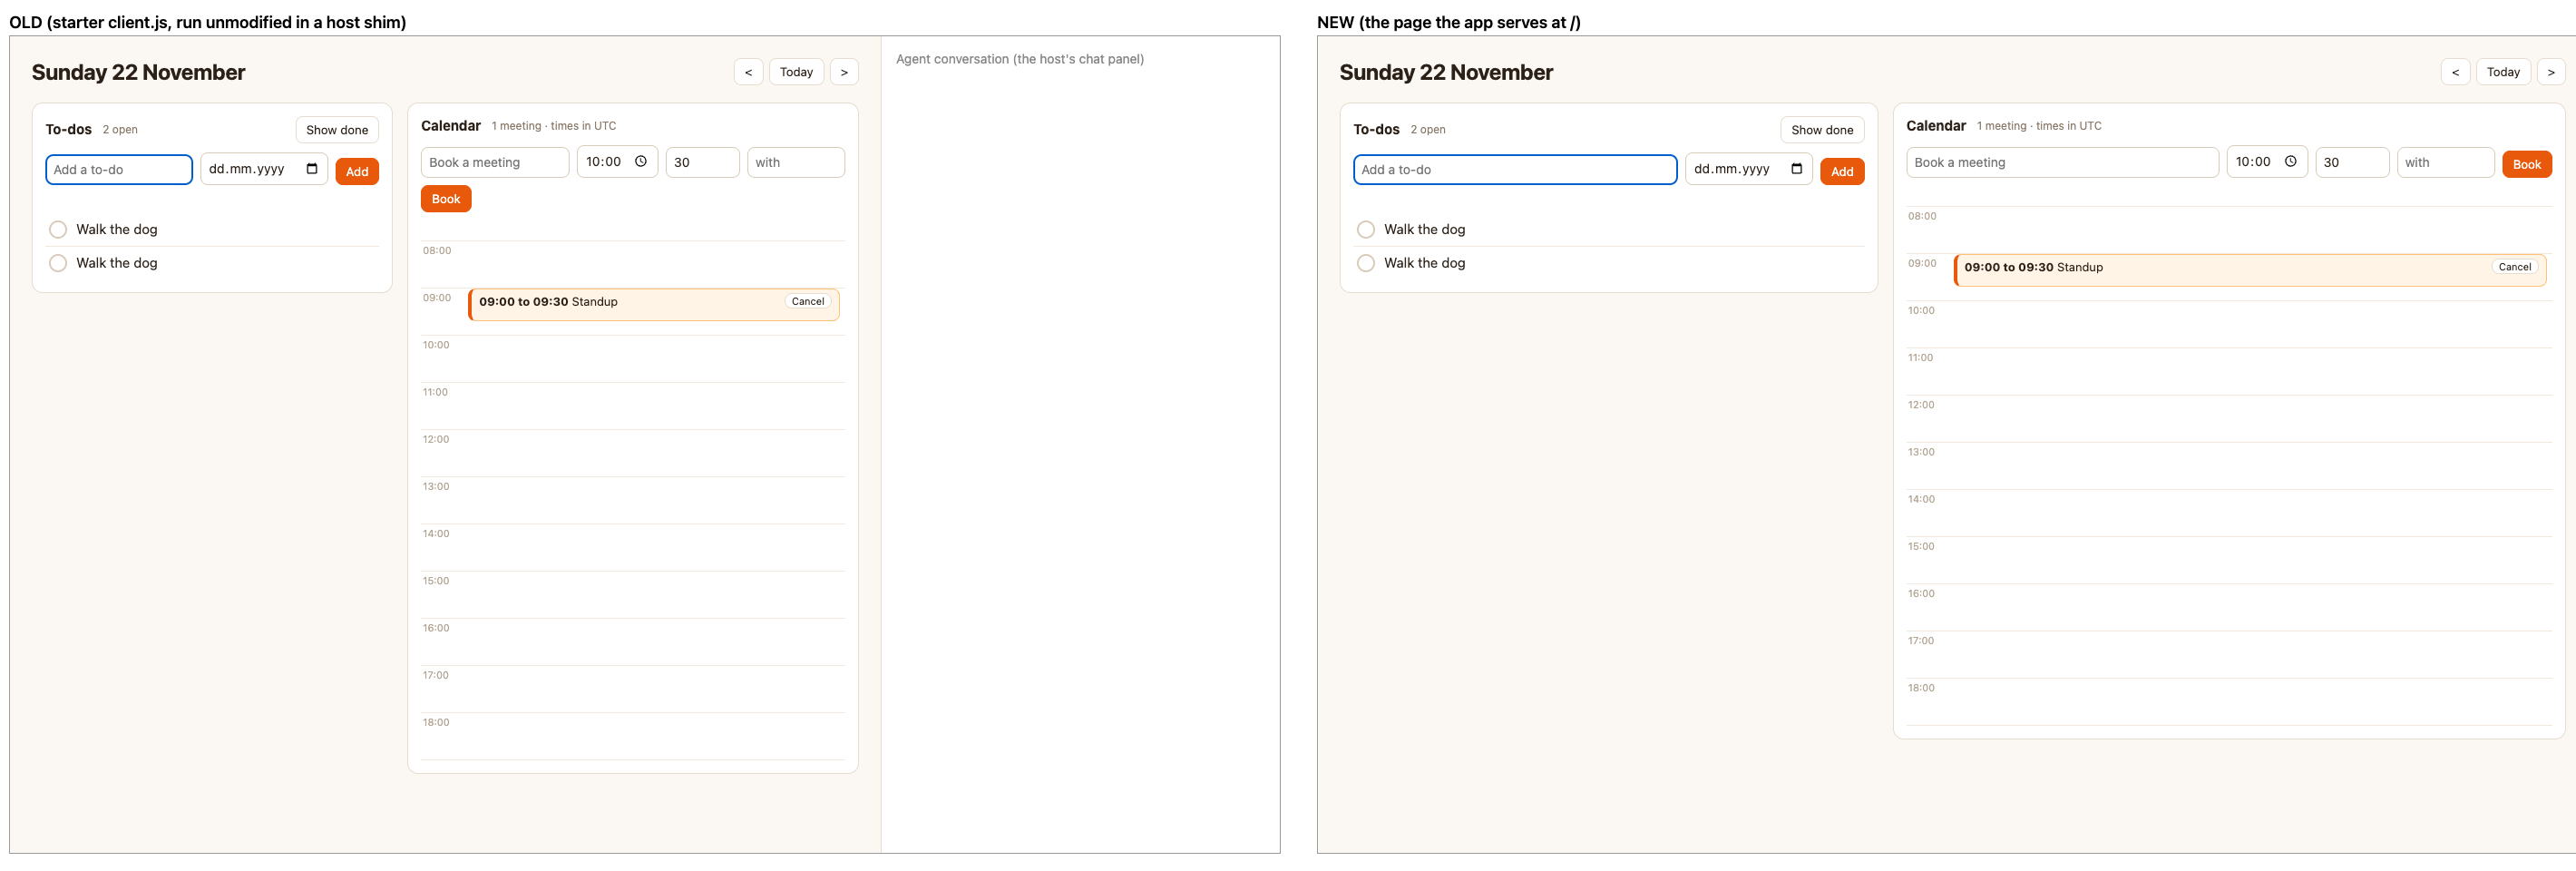 OLD (starter client.js, run unmodified in a host shim)
Sunday 22 November
< Today >
To-dos 2 open Show done
Add a to-do dd.mm.yyyy Add
Walk the dog
Walk the dog
Calendar 1 meeting · times in UTC
Book a meeting 10:00 30 with
Book
08:00
09:00 09:00 to 09:30 Standup Cancel
10:00
11:00
12:00
13:00
14:00
15:00
16:00
17:00
18:00
Agent conversation (the host's chat panel)
NEW (the page the app serves at /)
Sunday 22 November
< Today >
To-dos 2 open Show done
Add a to-do dd.mm.yyyy Add
Walk the dog
Walk the dog
Calendar 1 meeting · times in UTC
Book a meeting 10:00 30 with Book
08:00
09:00 09:00 to 09:30 Standup Cancel
10:00
11:00
12:00
13:00
14:00
15:00
16:00
17:00
18:00